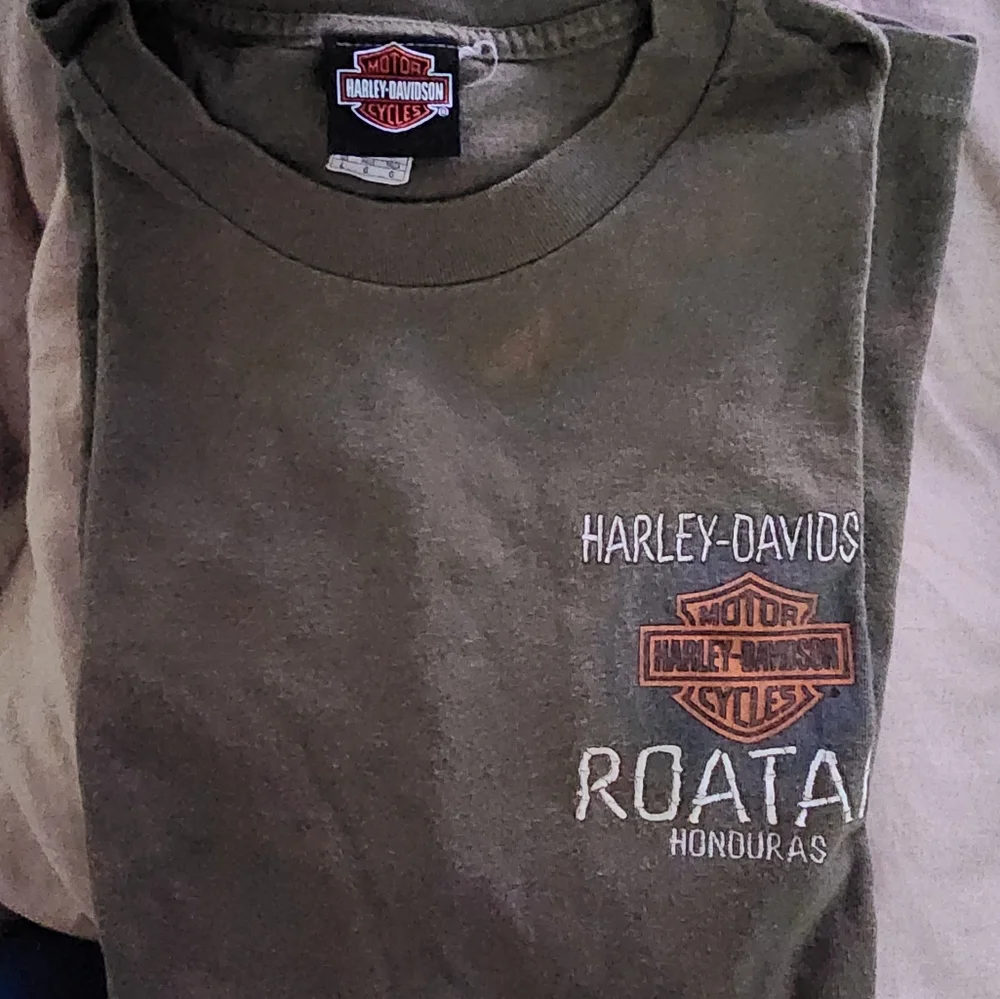 MOTOR
HARLEY-DAVIDSON
CYCLES
L G G
HARLEY-DAVIDS
MOTOR
HARLEY-DAVIDSON
CYCLES
ROATA
HONDURAS